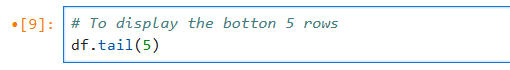 •[9]: # To display the botton 5 rows
df.tail(5)